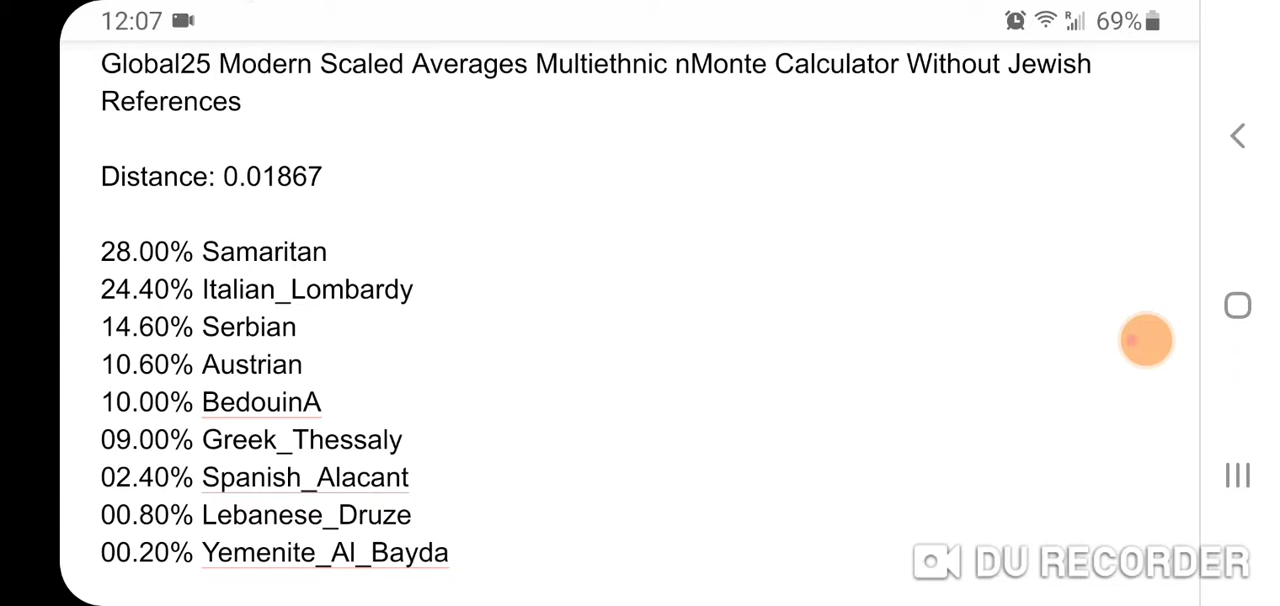 12:07 69%
Global25 Modern Scaled Averages Multiethnic nMonte Calculator Without Jewish
References
Distance: 0.01867
28.00% Samaritan
24.40% Italian_Lombardy
14.60% Serbian
10.60% Austrian
10.00% BedouinA
09.00% Greek_Thessaly
02.40% Spanish_Alacant
00.80% Lebanese_Druze
00.20% Yemenite_Al_Bayda
DU RECORDER